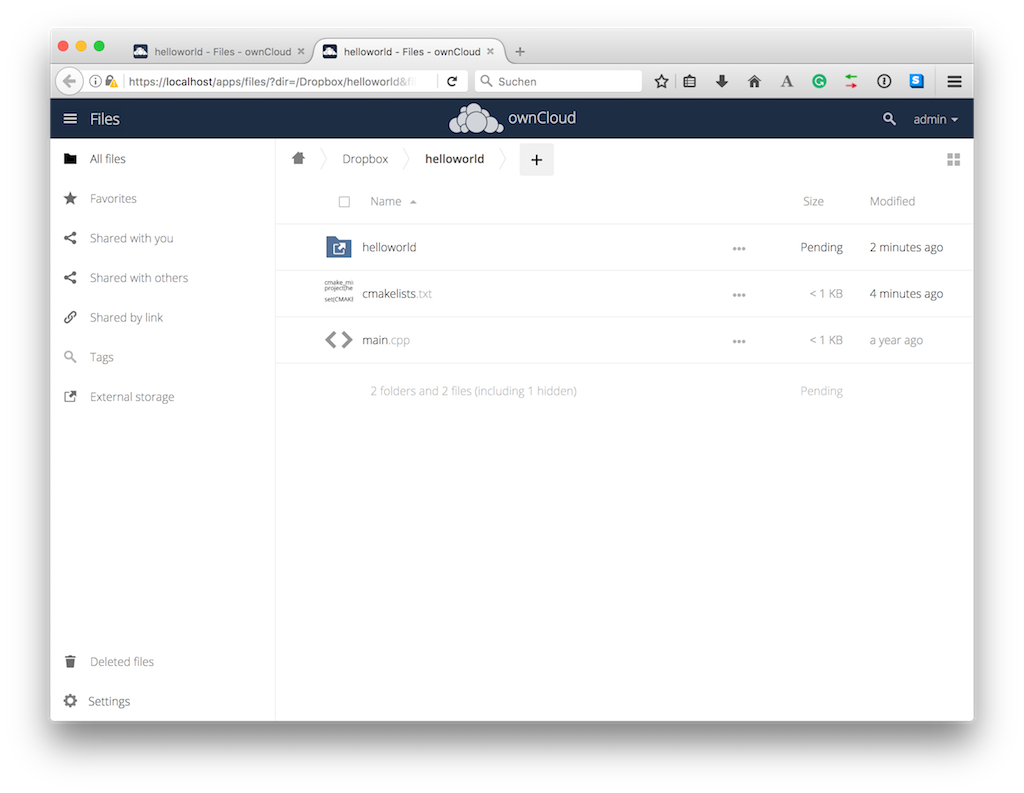 helloworld - Files - ownCloud
helloworld - Files - ownCloud
https://localhost/apps/files/?dir=/Dropbox/helloworld&fi
Suchen
Files
ownCloud
admin
All files
Favorites
Shared with you
Shared with others
Shared by link
Tags
External storage
Deleted files
Settings
Dropbox
helloworld
+
Name
Size
Modified
helloworld
Pending
2 minutes ago
cmake_mi
project(he
set(CMAKE
cmakelists.txt
< 1 KB
4 minutes ago
main.cpp
< 1 KB
a year ago
2 folders and 2 files (including 1 hidden)
Pending